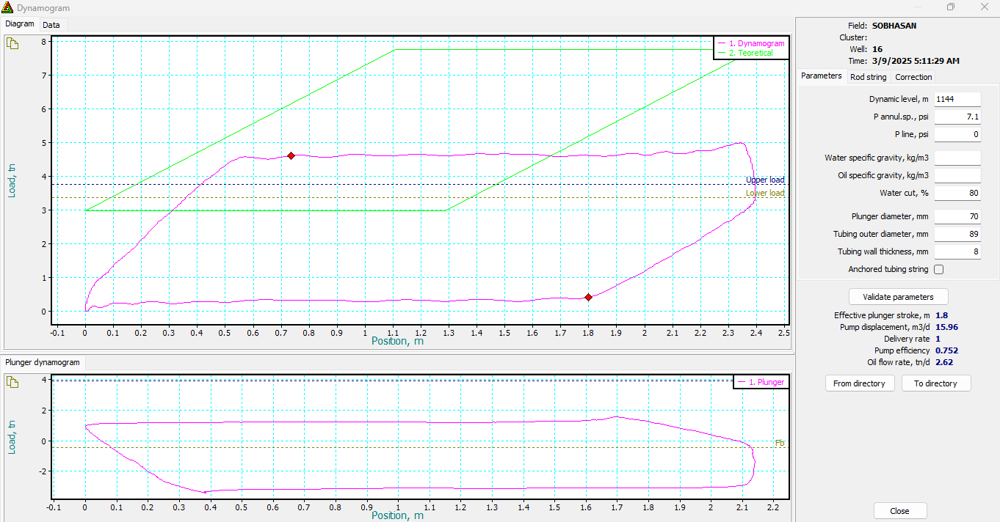 Dynamogram
Diagram Data
8
7
6
5
4
3
2
1
0
Load, tn
1. Dynamogram
2. Teoretical
Upper load
Lower load
-0.1 0 0.1 0.2 0.3 0.4 0.5 0.6 0.7 0.8 0.9 1 1.1 1.2 1.3 1.4 1.5 1.6 1.7 1.8 1.9 2 2.1 2.2 2.3 2.4 2.5
Position, m
Plunger dynamogram
4
2
0
-2
Load, tn
1. Plunger
Fb
-0.1 0 0.1 0.2 0.3 0.4 0.5 0.6 0.7 0.8 0.9 1 1.1 1.2 1.3 1.4 1.5 1.6 1.7 1.8 1.9 2 2.1 2.2
Position, m
Field: SOBHASAN
Cluster:
Well: 16
Time: 3/9/2025 5:11:29 AM
Parameters Rod string Correction
Dynamic level, m 1144
P annul.sp., psi 7.1
P line, psi 0
Water specific gravity, kg/m3
Oil specific gravity, kg/m3
Water cut, % 80
Plunger diameter, mm 70
Tubing outer diameter, mm 89
Tubing wall thickness, mm 8
Anchored tubing string
Validate parameters
Effective plunger stroke, m 1.8
Pump displacement, m3/d 15.96
Delivery rate 1
Pump efficiency 0.752
Oil flow rate, tn/d 2.62
From directory To directory
Close